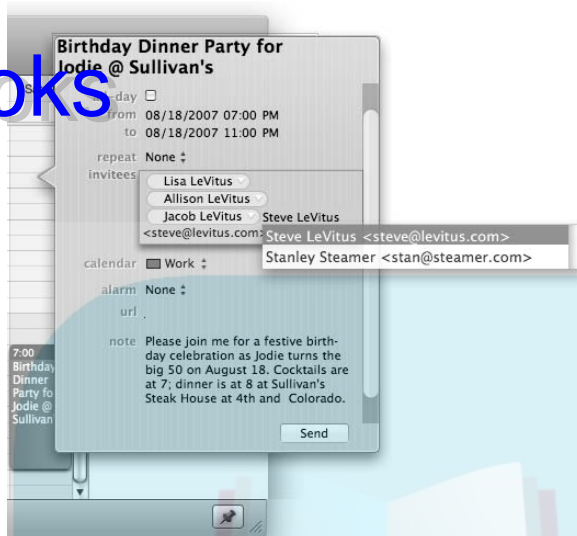 Birthday Dinner Party for
Jodie @ Sullivan's
oks
day
from 08/18/2007 07:00 PM
to 08/18/2007 11:00 PM
repeat None
invitees Lisa LeVitus
Allison LeVitus
Jacob LeVitus Steve LeVitus
<steve@levitus.com>
Steve LeVitus <steve@levitus.com>
Stanley Steamer <stan@steamer.com>
calendar Work
alarm None
url .
note Please join me for a festive birth-
day celebration as Jodie turns the
big 50 on August 18. Cocktails are
at 7; dinner is at 8 at Sullivan's
Steak House at 4th and Colorado.
Send
7:00
Birthday
Dinner
Party fo
Jodie @
Sullivan